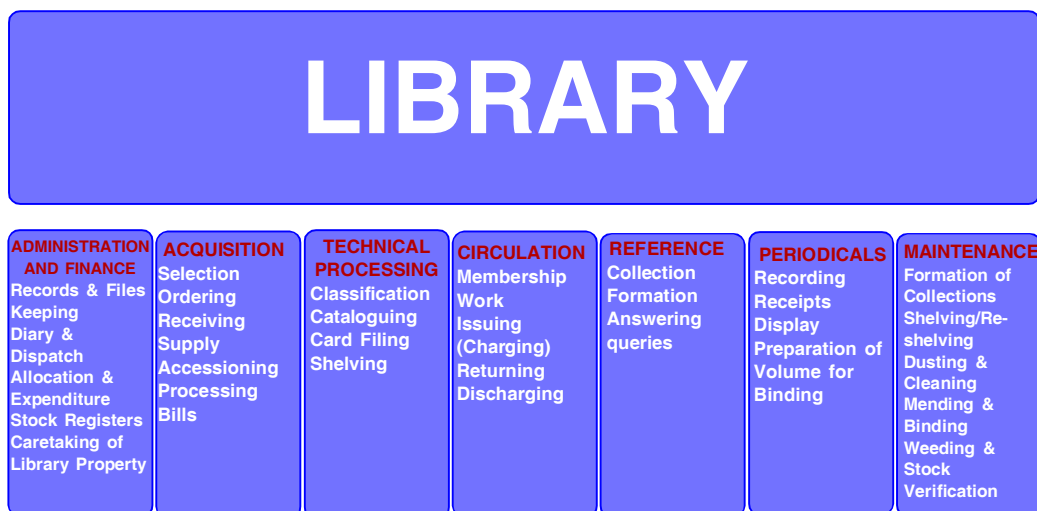 LIBRARY
ADMINISTRATION
AND FINANCE
Records & Files
Keeping
Diary &
Dispatch
Allocation &
Expenditure
Stock Registers
Caretaking of
Library Property
ACQUISITION
Selection
Ordering
Receiving
Supply
Accessioning
Processing
Bills
TECHNICAL
PROCESSING
Classification
Cataloguing
Card Filing
Shelving
CIRCULATION
Membership
Work
Issuing
(Charging)
Returning
Discharging
REFERENCE
Collection
Formation
Answering
queries
PERIODICALS
Recording
Receipts
Display
Preparation of
Volume for
Binding
MAINTENANCE
Formation of
Collections
Shelving/Re-
shelving
Dusting &
Cleaning
Mending &
Binding
Weeding &
Stock
Verification